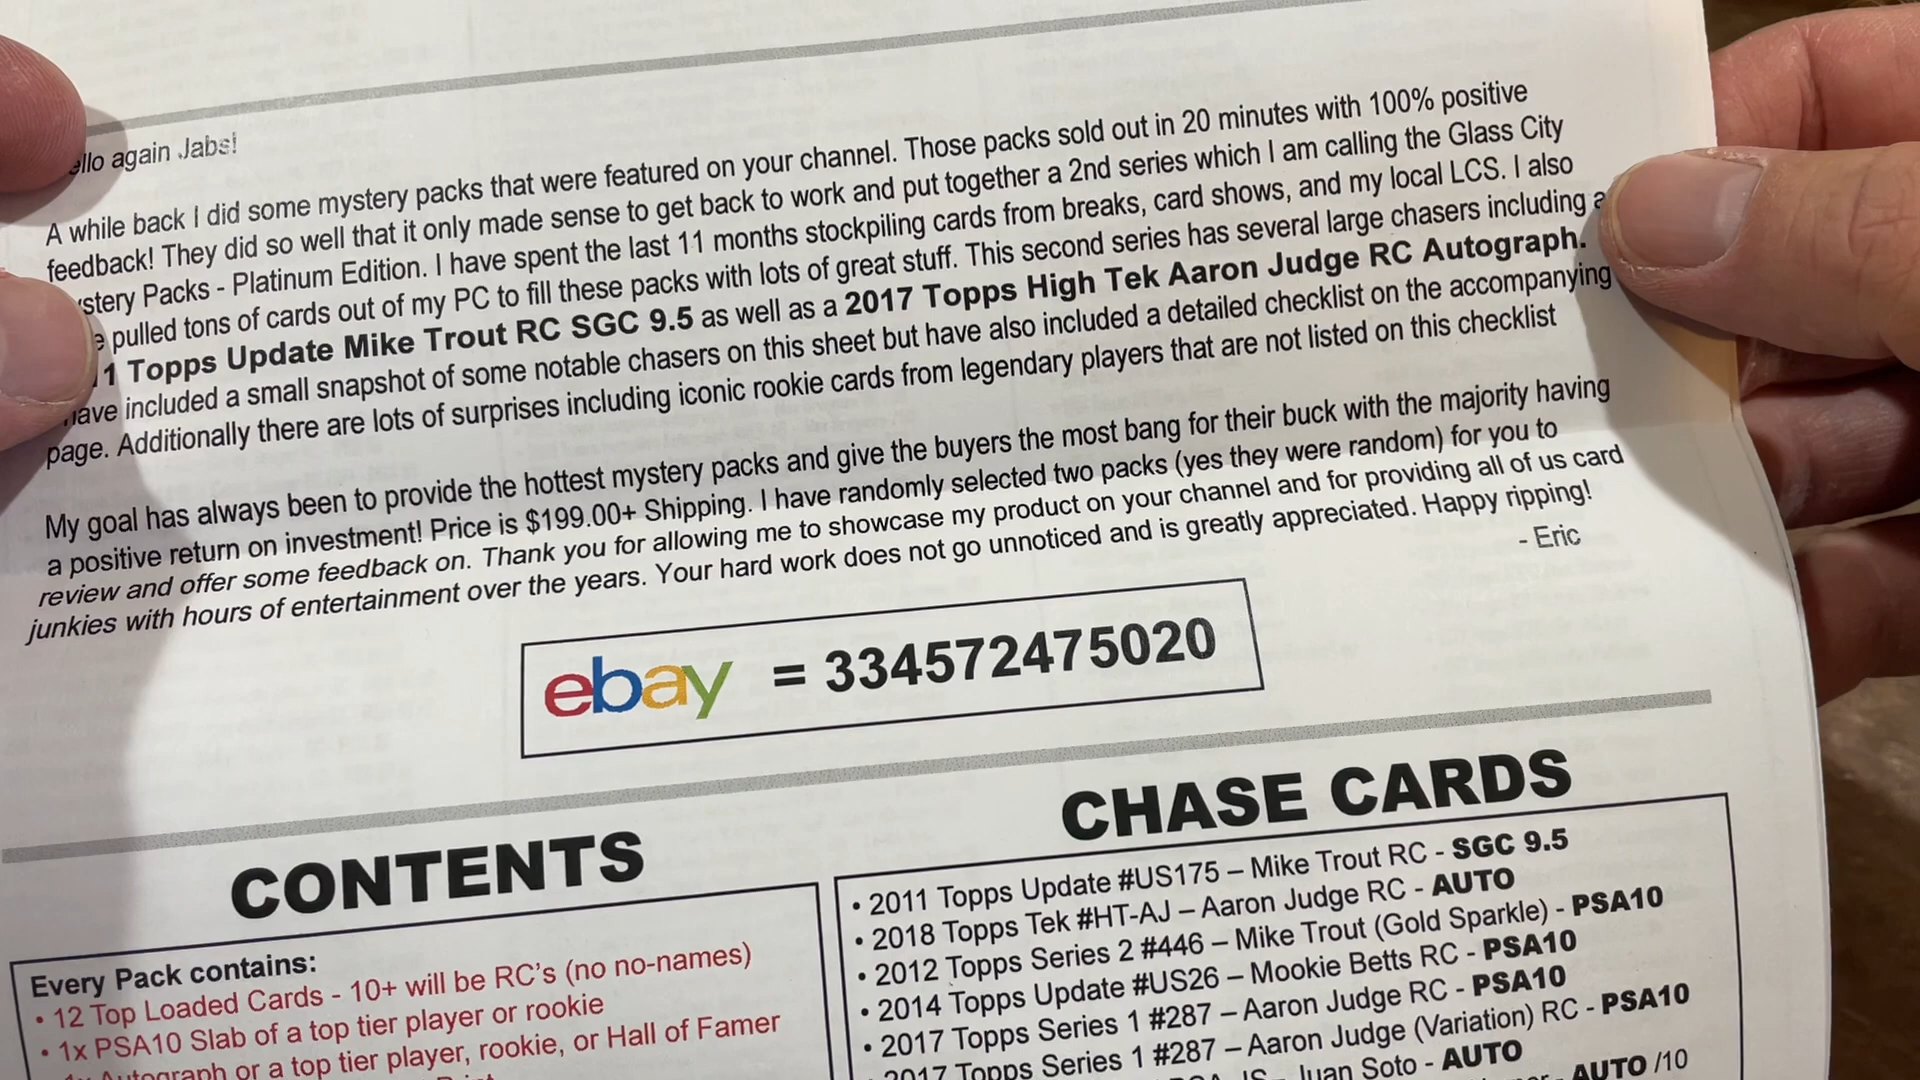 ello again Jabs!
A while back I did some mystery packs that were featured on your channel. Those packs sold out in 20 minutes with 100% positive
feedback! They did so well that it only made sense to get back to work and put together a 2nd series which I am calling the Glass City
stery Packs - Platinum Edition. I have spent the last 11 months stockpiling cards from breaks, card shows, and my local LCS. I also
e pulled tons of cards out of my PC to fill these packs with lots of great stuff. This second series has several large chasers including a
11 Topps Update Mike Trout RC SGC 9.5 as well as a 2017 Topps High Tek Aaron Judge RC Autograph.
have included a small snapshot of some notable chasers on this sheet but have also included a detailed checklist on the accompanying
page. Additionally there are lots of surprises including iconic rookie cards from legendary players that are not listed on this checklist
My goal has always been to provide the hottest mystery packs and give the buyers the most bang for their buck with the majority having
a positive return on investment! Price is $199.00+ Shipping. I have randomly selected two packs (yes they were random) for you to
review and offer some feedback on. Thank you for allowing me to showcase my product on your channel and for providing all of us card
junkies with hours of entertainment over the years. Your hard work does not go unnoticed and is greatly appreciated. Happy ripping!
- Eric
ebay = 334572475020
CONTENTS
Every Pack contains:
• 12 Top Loaded Cards - 10+ will be RC's (no no-names)
• 1x PSA10 Slab of a top tier player or rookie
Autograph or a top tier player, rookie, or Hall of Famer
CHASE CARDS
• 2011 Topps Update #US175 – Mike Trout RC - SGC 9.5
• 2018 Topps Tek #HT-AJ – Aaron Judge RC - AUTO
• 2012 Topps Series 2 #446 – Mike Trout (Gold Sparkle) - PSA10
• 2014 Topps Update #US26 – Mookie Betts RC - PSA10
• 2017 Topps Series 1 #287 – Aaron Judge RC - PSA10
• 2017 Topps Series 1 #287 – Aaron Judge (Variation) RC - PSA10
Juan Soto - AUTO
AUTO /10